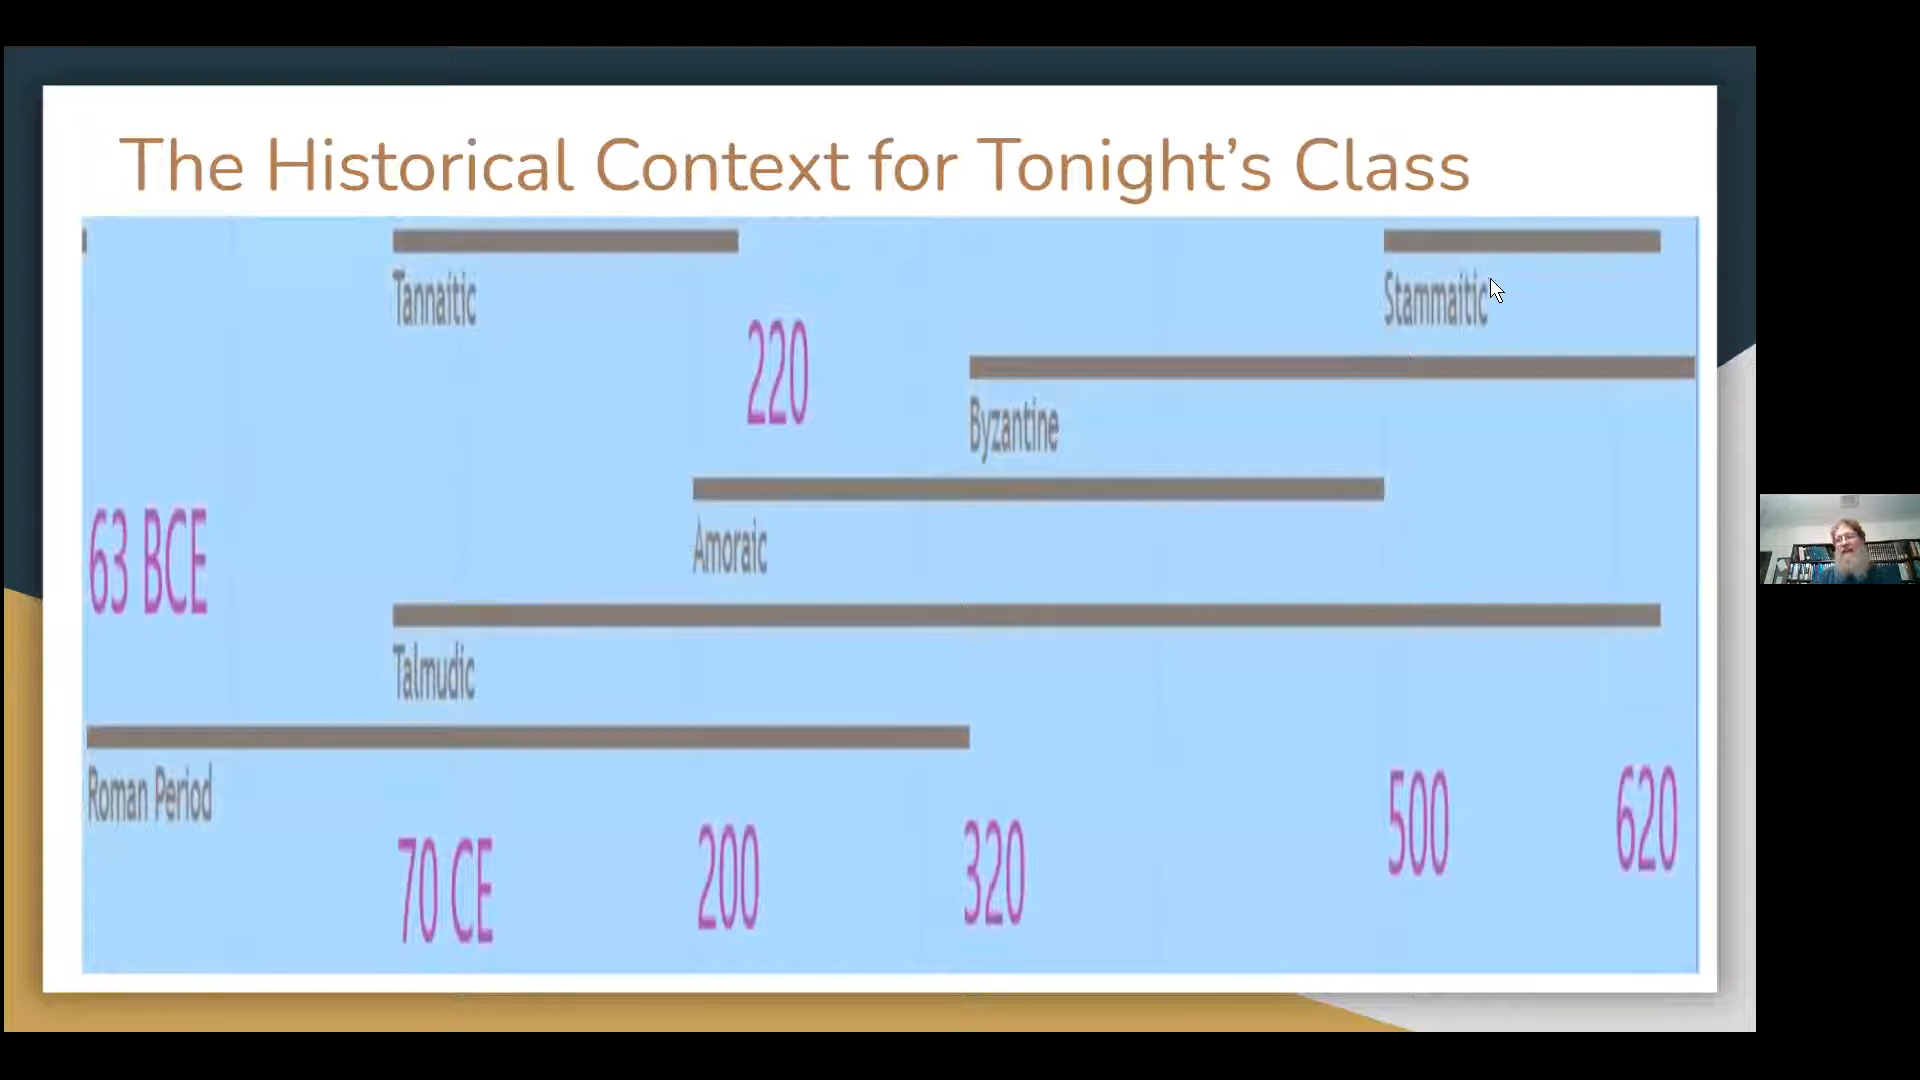 The Historical Context for Tonight’s Class
Tannaitic
Stammaitic
220
Byzantine
63 BCE
Amoraic
Talmudic
Roman Period
70 CE
200
320
500
620